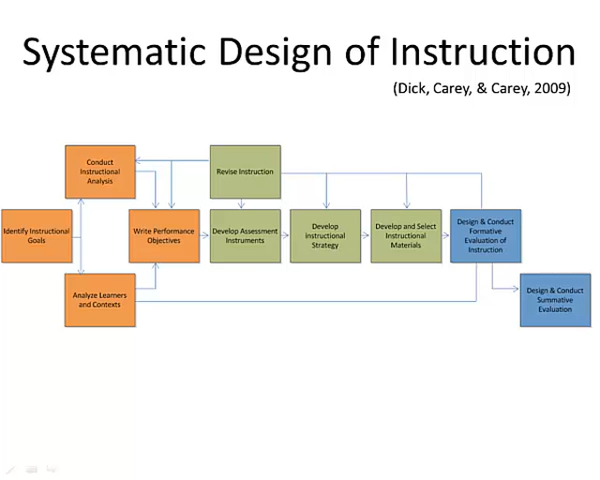 Systematic Design of Instruction
(Dick, Carey, & Carey, 2009)
Conduct
Instructional
Analysis
Revise Instruction
Identify Instructional
Goals
Write Performance
Objectives
Develop Assessment
Instruments
Develop
instructional
Strategy
Develop and Select
Instructional
Materials
Design & Conduct
Formative
Evaluation of
Instruction
Analyze Learners
and Contexts
Design & Conduct
Summative
Evaluation